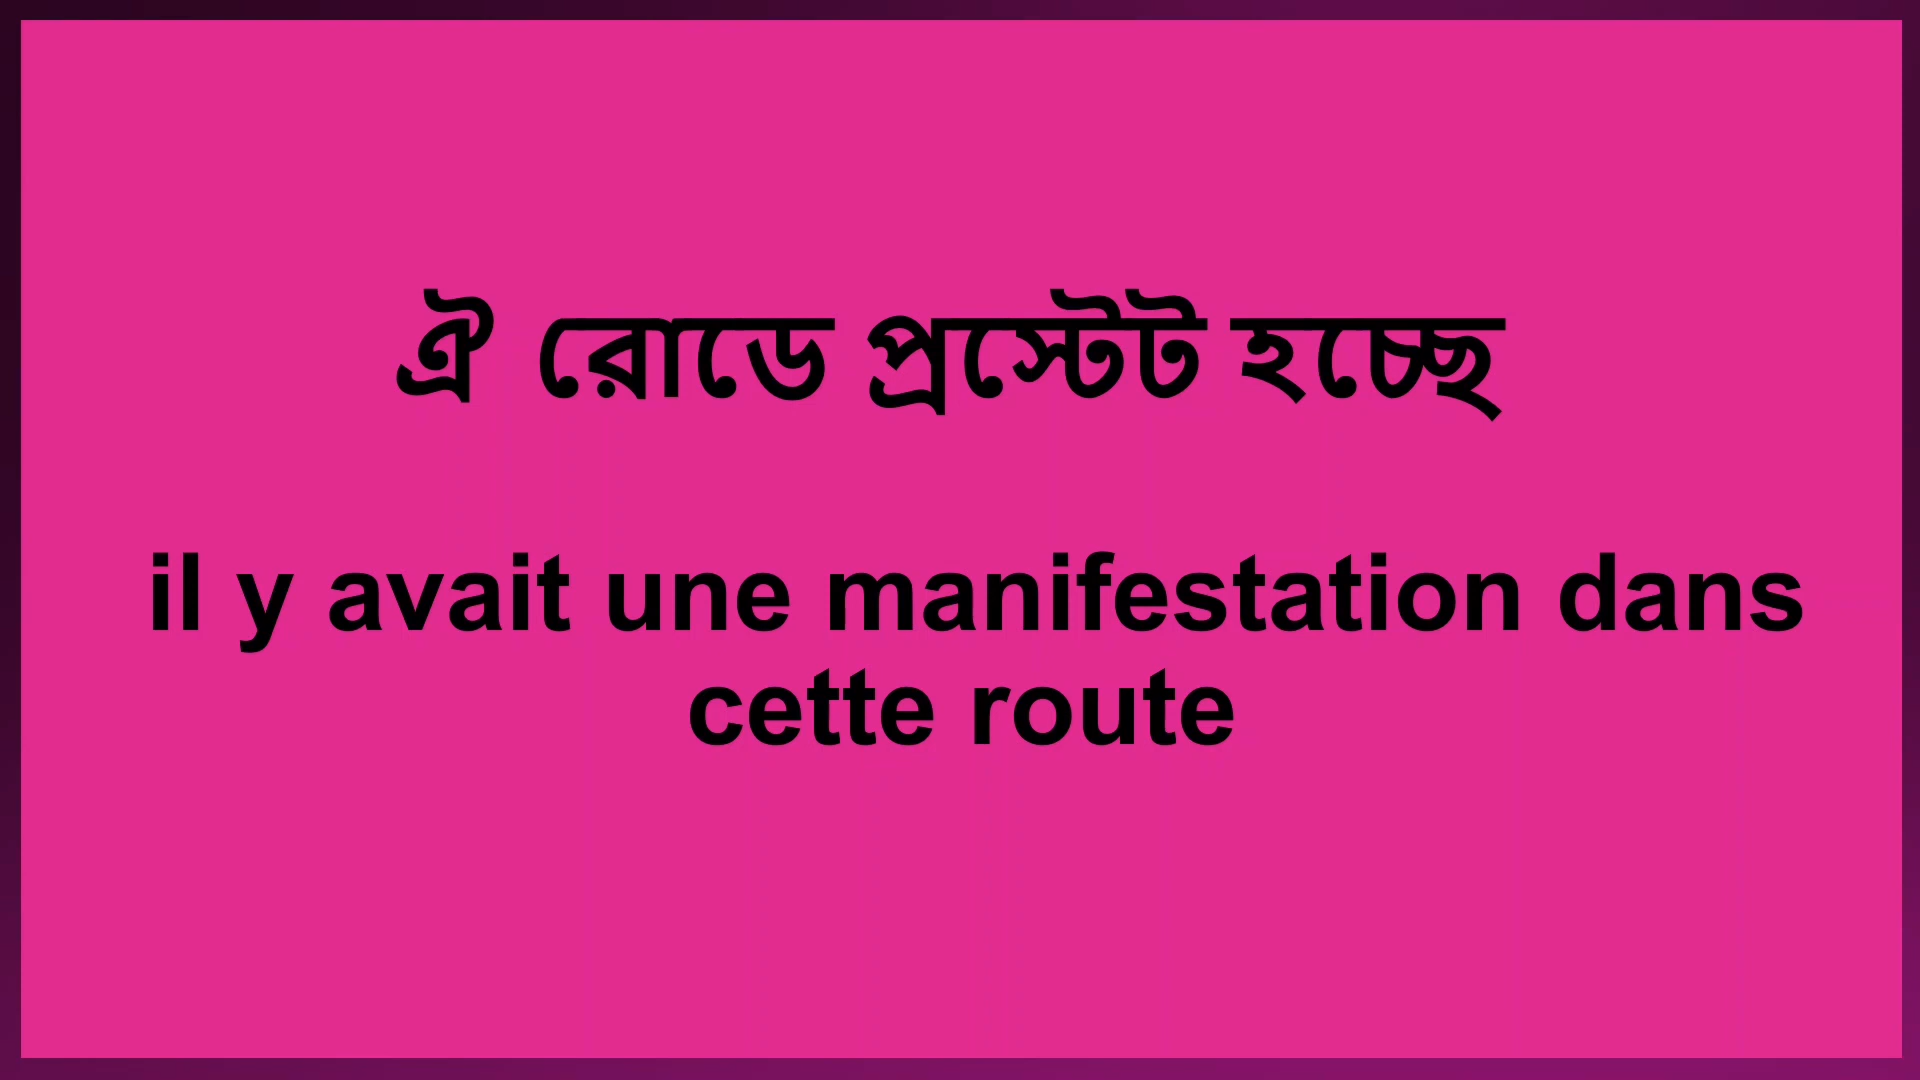 ঐ রোডে প্রস্টেেট হচ্ছে
il y avait une manifestation dans
cette route